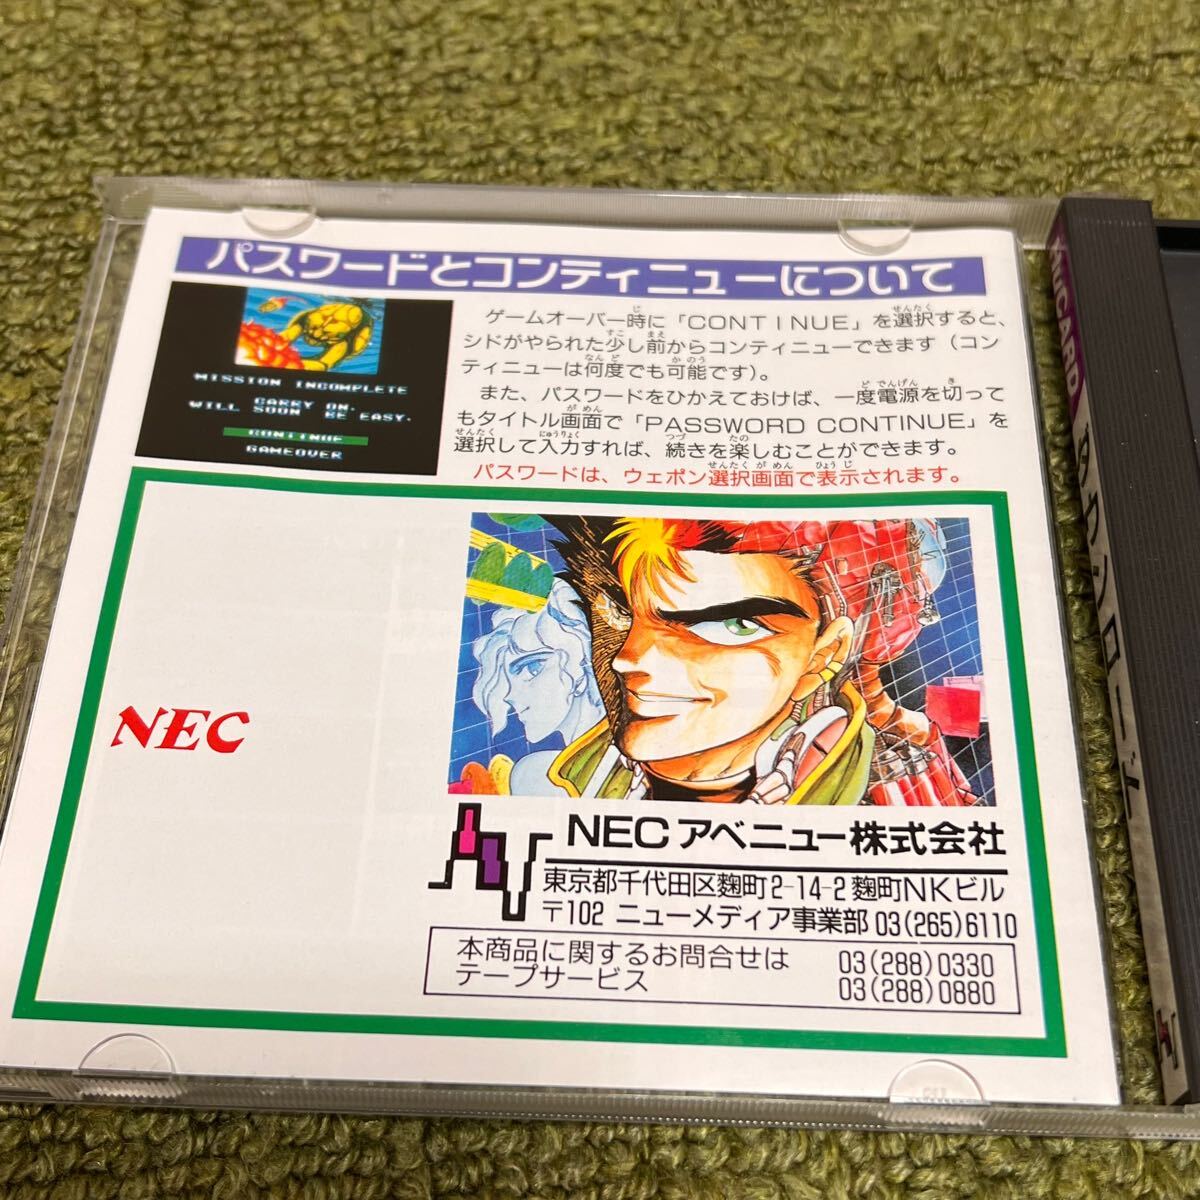 パスワードとコンティニューについて
ゲームオーバー時に「CONTINUE」を選択すると、
シドがやられた少し前からコンティニューできます（コン
ティニューは何度でも可能です）。
また、パスワードをひかえておけば、一度電源を切って
もタイトル画面で「PASSWORD CONTINUE」を
選択して入力すれば、続きを楽しむことができます。
パスワードは、ウェポン選択画面で表示されます。
MISSION INCOMPLETE
CARRY ON.
WILL SOON BE EASY.
CONTINUE
GAMEOVER
NEC
NECアベニュー株式会社
東京都千代田区麹町2-14-2麹町NKビル
〒102 ニューメディア事業部 03(265)6110
本商品に関するお問合せは 03(288)0330
テープサービス 03(288)0880
HuCARD